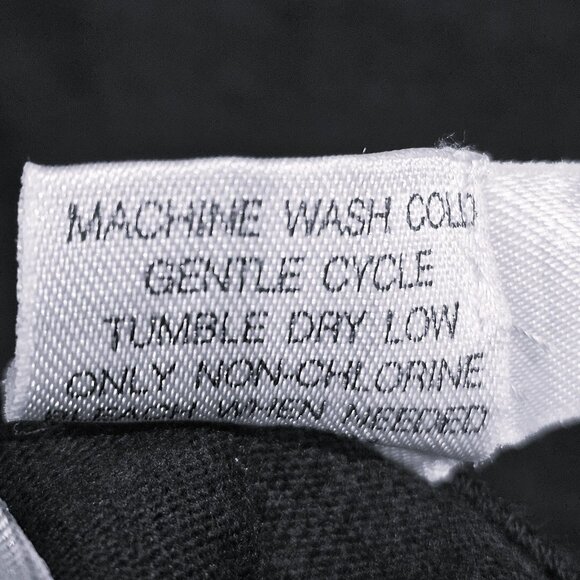 MACHINE WASH COLD
GENTLE CYCLE
TUMBLE DRY LOW
ONLY NON-CHLORINE
BLEACH WHEN NEEDED